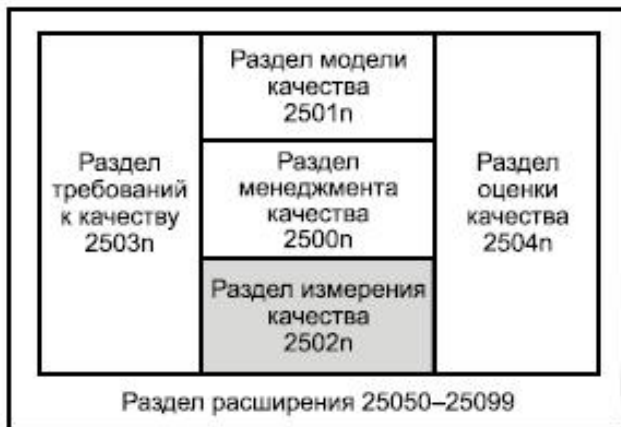 Раздел
требований
к качеству
2503n
Раздел модели
качества
2501n
Раздел
менеджмента
качества
2500n
Раздел измерения
качества
2502n
Раздел
оценки
качества
2504n
Раздел расширения 25050–25099